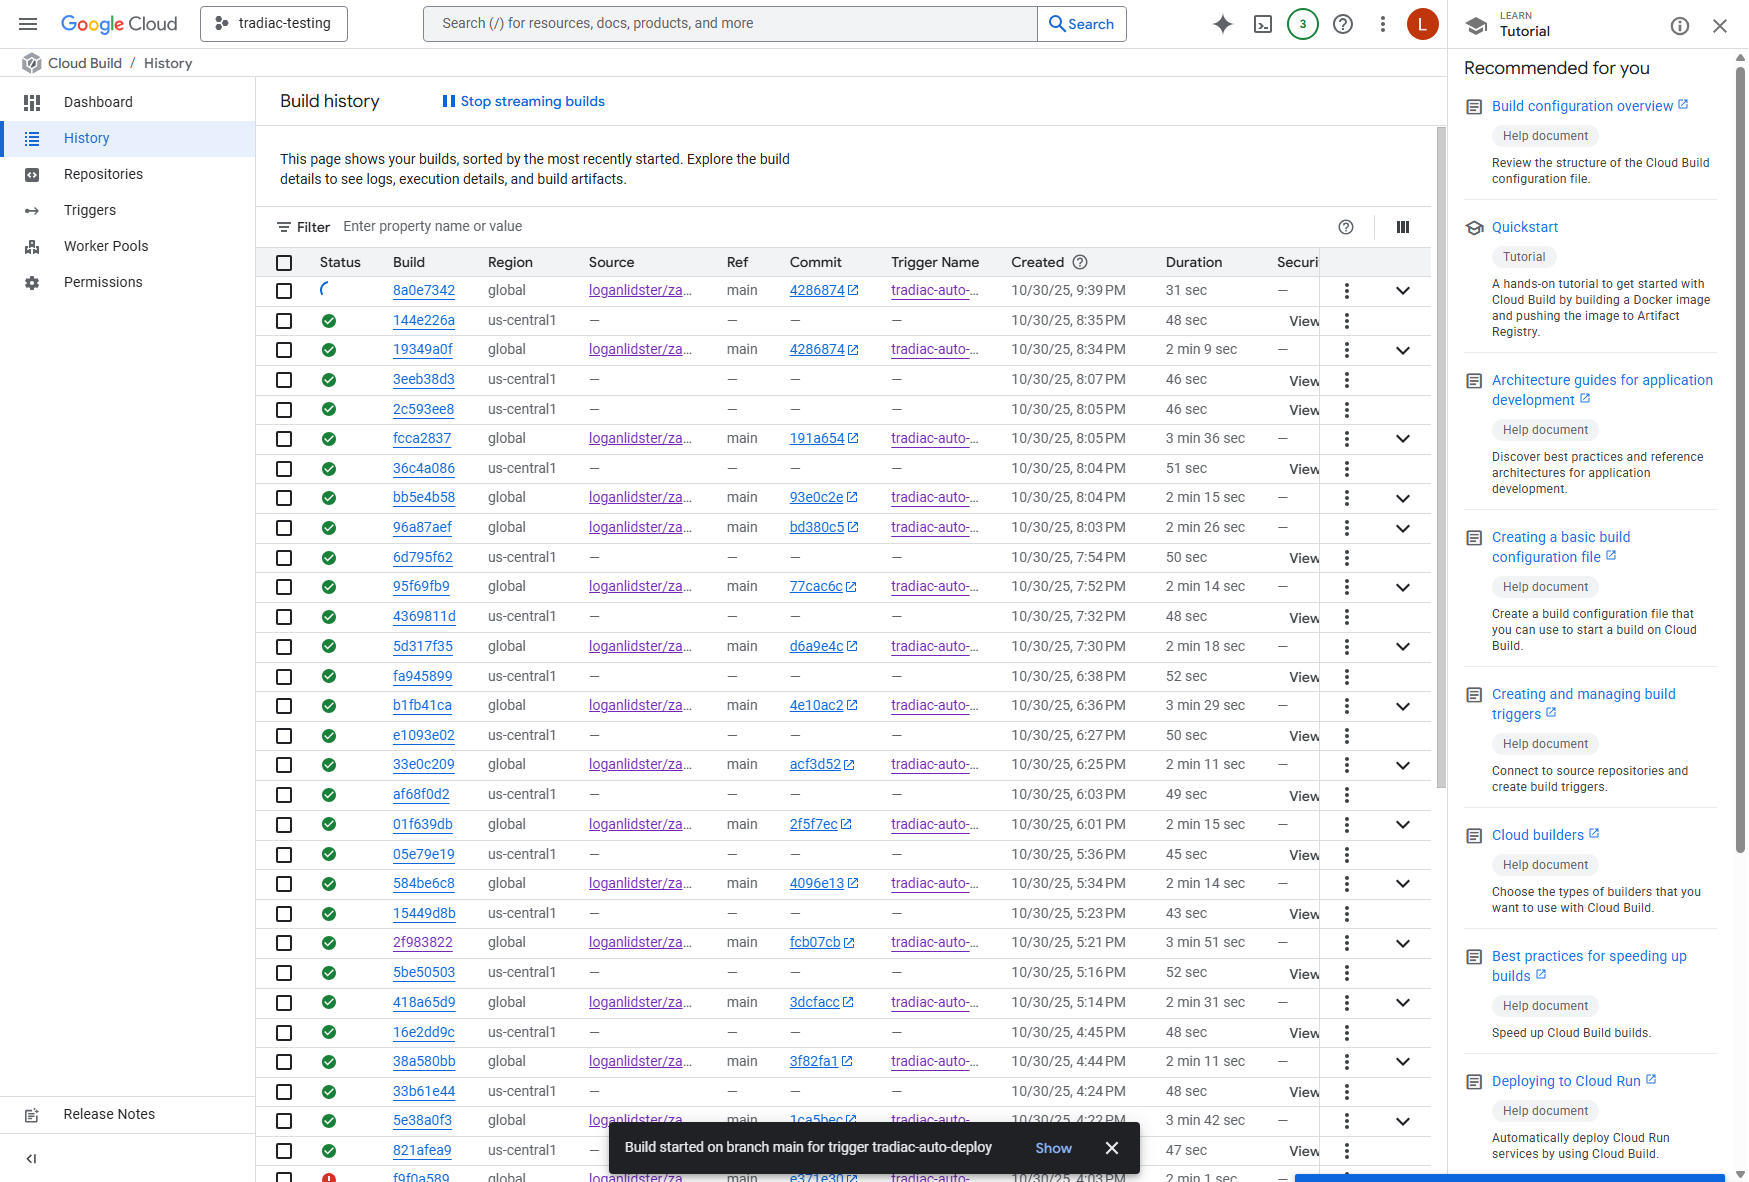 Google Cloud
tradiac-testing
Search (/) for resources, docs, products, and more
Search
3
L
LEARN
Tutorial
Cloud Build / History
Dashboard
History
Repositories
Triggers
Worker Pools
Permissions
Release Notes
Build history
Stop streaming builds
This page shows your builds, sorted by the most recently started. Explore the build
details to see logs, execution details, and build artifacts.
Filter Enter property name or value
Status Build Region Source Ref Commit Trigger Name Created Duration Securi
8a0e7342 global loganlidster/za... main 4286874 tradiac-auto-... 10/30/25, 9:39 PM 31 sec —
144e226a us-central1 — — — — 10/30/25, 8:35 PM 48 sec View
19349a0f global loganlidster/za... main 4286874 tradiac-auto-... 10/30/25, 8:34 PM 2 min 9 sec —
3eeb38d3 us-central1 — — — — 10/30/25, 8:07 PM 46 sec View
2c593ee8 us-central1 — — — — 10/30/25, 8:05 PM 46 sec View
fcca2837 global loganlidster/za... main 191a654 tradiac-auto-... 10/30/25, 8:05 PM 3 min 36 sec —
36c4a086 us-central1 — — — — 10/30/25, 8:04 PM 51 sec View
bb5e4b58 global loganlidster/za... main 93e0c2e tradiac-auto-... 10/30/25, 8:04 PM 2 min 15 sec —
96a87aef global loganlidster/za... main bd380c5 tradiac-auto-... 10/30/25, 8:03 PM 2 min 26 sec —
6d795f62 us-central1 — — — — 10/30/25, 7:54 PM 50 sec View
95f69fb9 global loganlidster/za... main 77cac6c tradiac-auto-... 10/30/25, 7:52 PM 2 min 14 sec —
4369811d us-central1 — — — — 10/30/25, 7:32 PM 48 sec View
5d317f35 global loganlidster/za... main d6a9e4c tradiac-auto-... 10/30/25, 7:30 PM 2 min 18 sec —
fa945899 us-central1 — — — — 10/30/25, 6:38 PM 52 sec View
b1fb41ca global loganlidster/za... main 4e10ac2 tradiac-auto-... 10/30/25, 6:36 PM 3 min 29 sec —
e1093e02 us-central1 — — — — 10/30/25, 6:27 PM 50 sec View
33e0c209 global loganlidster/za... main acf3d52 tradiac-auto-... 10/30/25, 6:25 PM 2 min 11 sec —
af68f0d2 us-central1 — — — — 10/30/25, 6:03 PM 49 sec View
01f639db global loganlidster/za... main 2f5f7ec tradiac-auto-... 10/30/25, 6:01 PM 2 min 15 sec —
05e79e19 us-central1 — — — — 10/30/25, 5:36 PM 45 sec View
584be6c8 global loganlidster/za... main 4096e13 tradiac-auto-... 10/30/25, 5:34 PM 2 min 14 sec —
15449d8b us-central1 — — — — 10/30/25, 5:23 PM 43 sec View
2f983822 global loganlidster/za... main fcb07cb tradiac-auto-... 10/30/25, 5:21 PM 3 min 51 sec —
5be50503 us-central1 — — — — 10/30/25, 5:16 PM 52 sec View
418a65d9 global loganlidster/za... main 3dcfacc tradiac-auto-... 10/30/25, 5:14 PM 2 min 31 sec —
16e2dd9c us-central1 — — — — 10/30/25, 4:45 PM 48 sec View
38a580bb global loganlidster/za... main 3f82fa1 tradiac-auto-... 10/30/25, 4:44 PM 2 min 11 sec —
33b61e44 us-central1 — — — — 10/30/25, 4:24 PM 48 sec View
5e38a0f3 global loganlidster/za... main 1ca5bec tradiac-auto-... 10/30/25, 4:22 PM 3 min 42 sec —
821afea9 us-central1 — 47 sec View
f9f0a589 global loganlidster/za... main e371e30 tradiac-auto-... 10/30/25, 4:03 PM 2 min 1 sec —
Build started on branch main for trigger tradiac-auto-deploy Show
Recommended for you
Build configuration overview
Help document
Review the structure of the Cloud Build
configuration file.
Quickstart
Tutorial
A hands-on tutorial to get started with
Cloud Build by building a Docker image
and pushing the image to Artifact
Registry.
Architecture guides for application
development
Help document
Discover best practices and reference
architectures for application
development.
Creating a basic build
configuration file
Help document
Create a build configuration file that
you can use to start a build on Cloud
Build.
Creating and managing build
triggers
Help document
Connect to source repositories and
create build triggers.
Cloud builders
Help document
Choose the types of builders that you
want to use with Cloud Build.
Best practices for speeding up
builds
Help document
Speed up Cloud Build builds.
Deploying to Cloud Run
Help document
Automatically deploy Cloud Run
services by using Cloud Build.